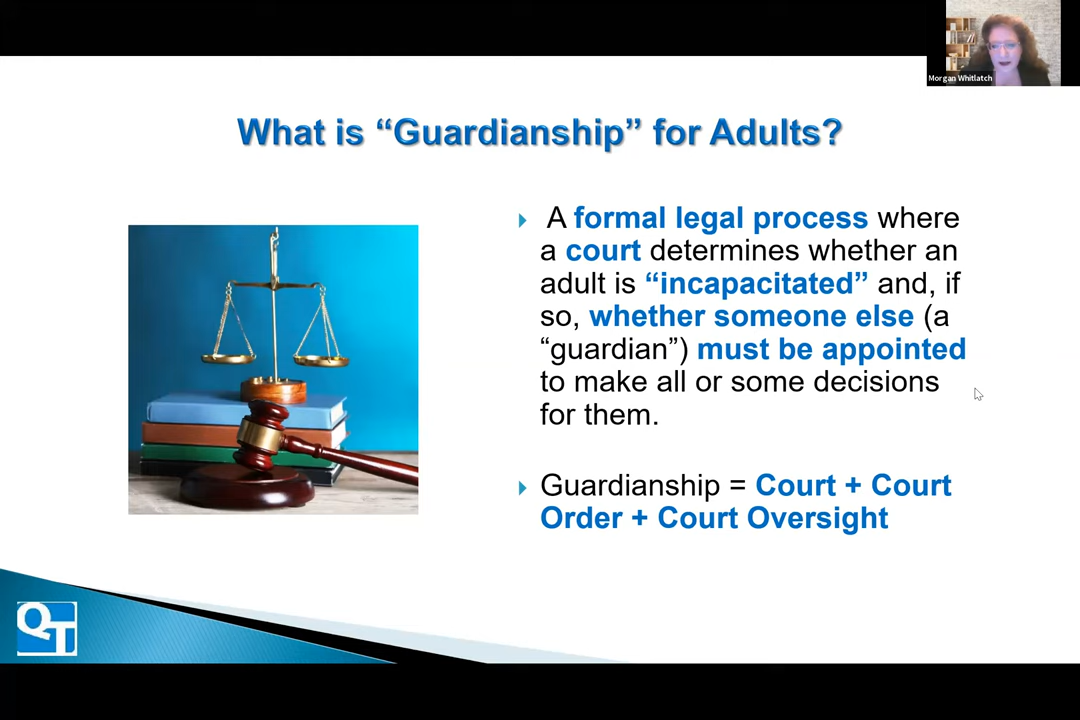 Morgan Whitlatch
What is “Guardianship” for Adults?
A formal legal process where
a court determines whether an
adult is “incapacitated” and, if
so, whether someone else (a
“guardian”) must be appointed
to make all or some decisions
for them.
Guardianship = Court + Court
Order + Court Oversight
QT